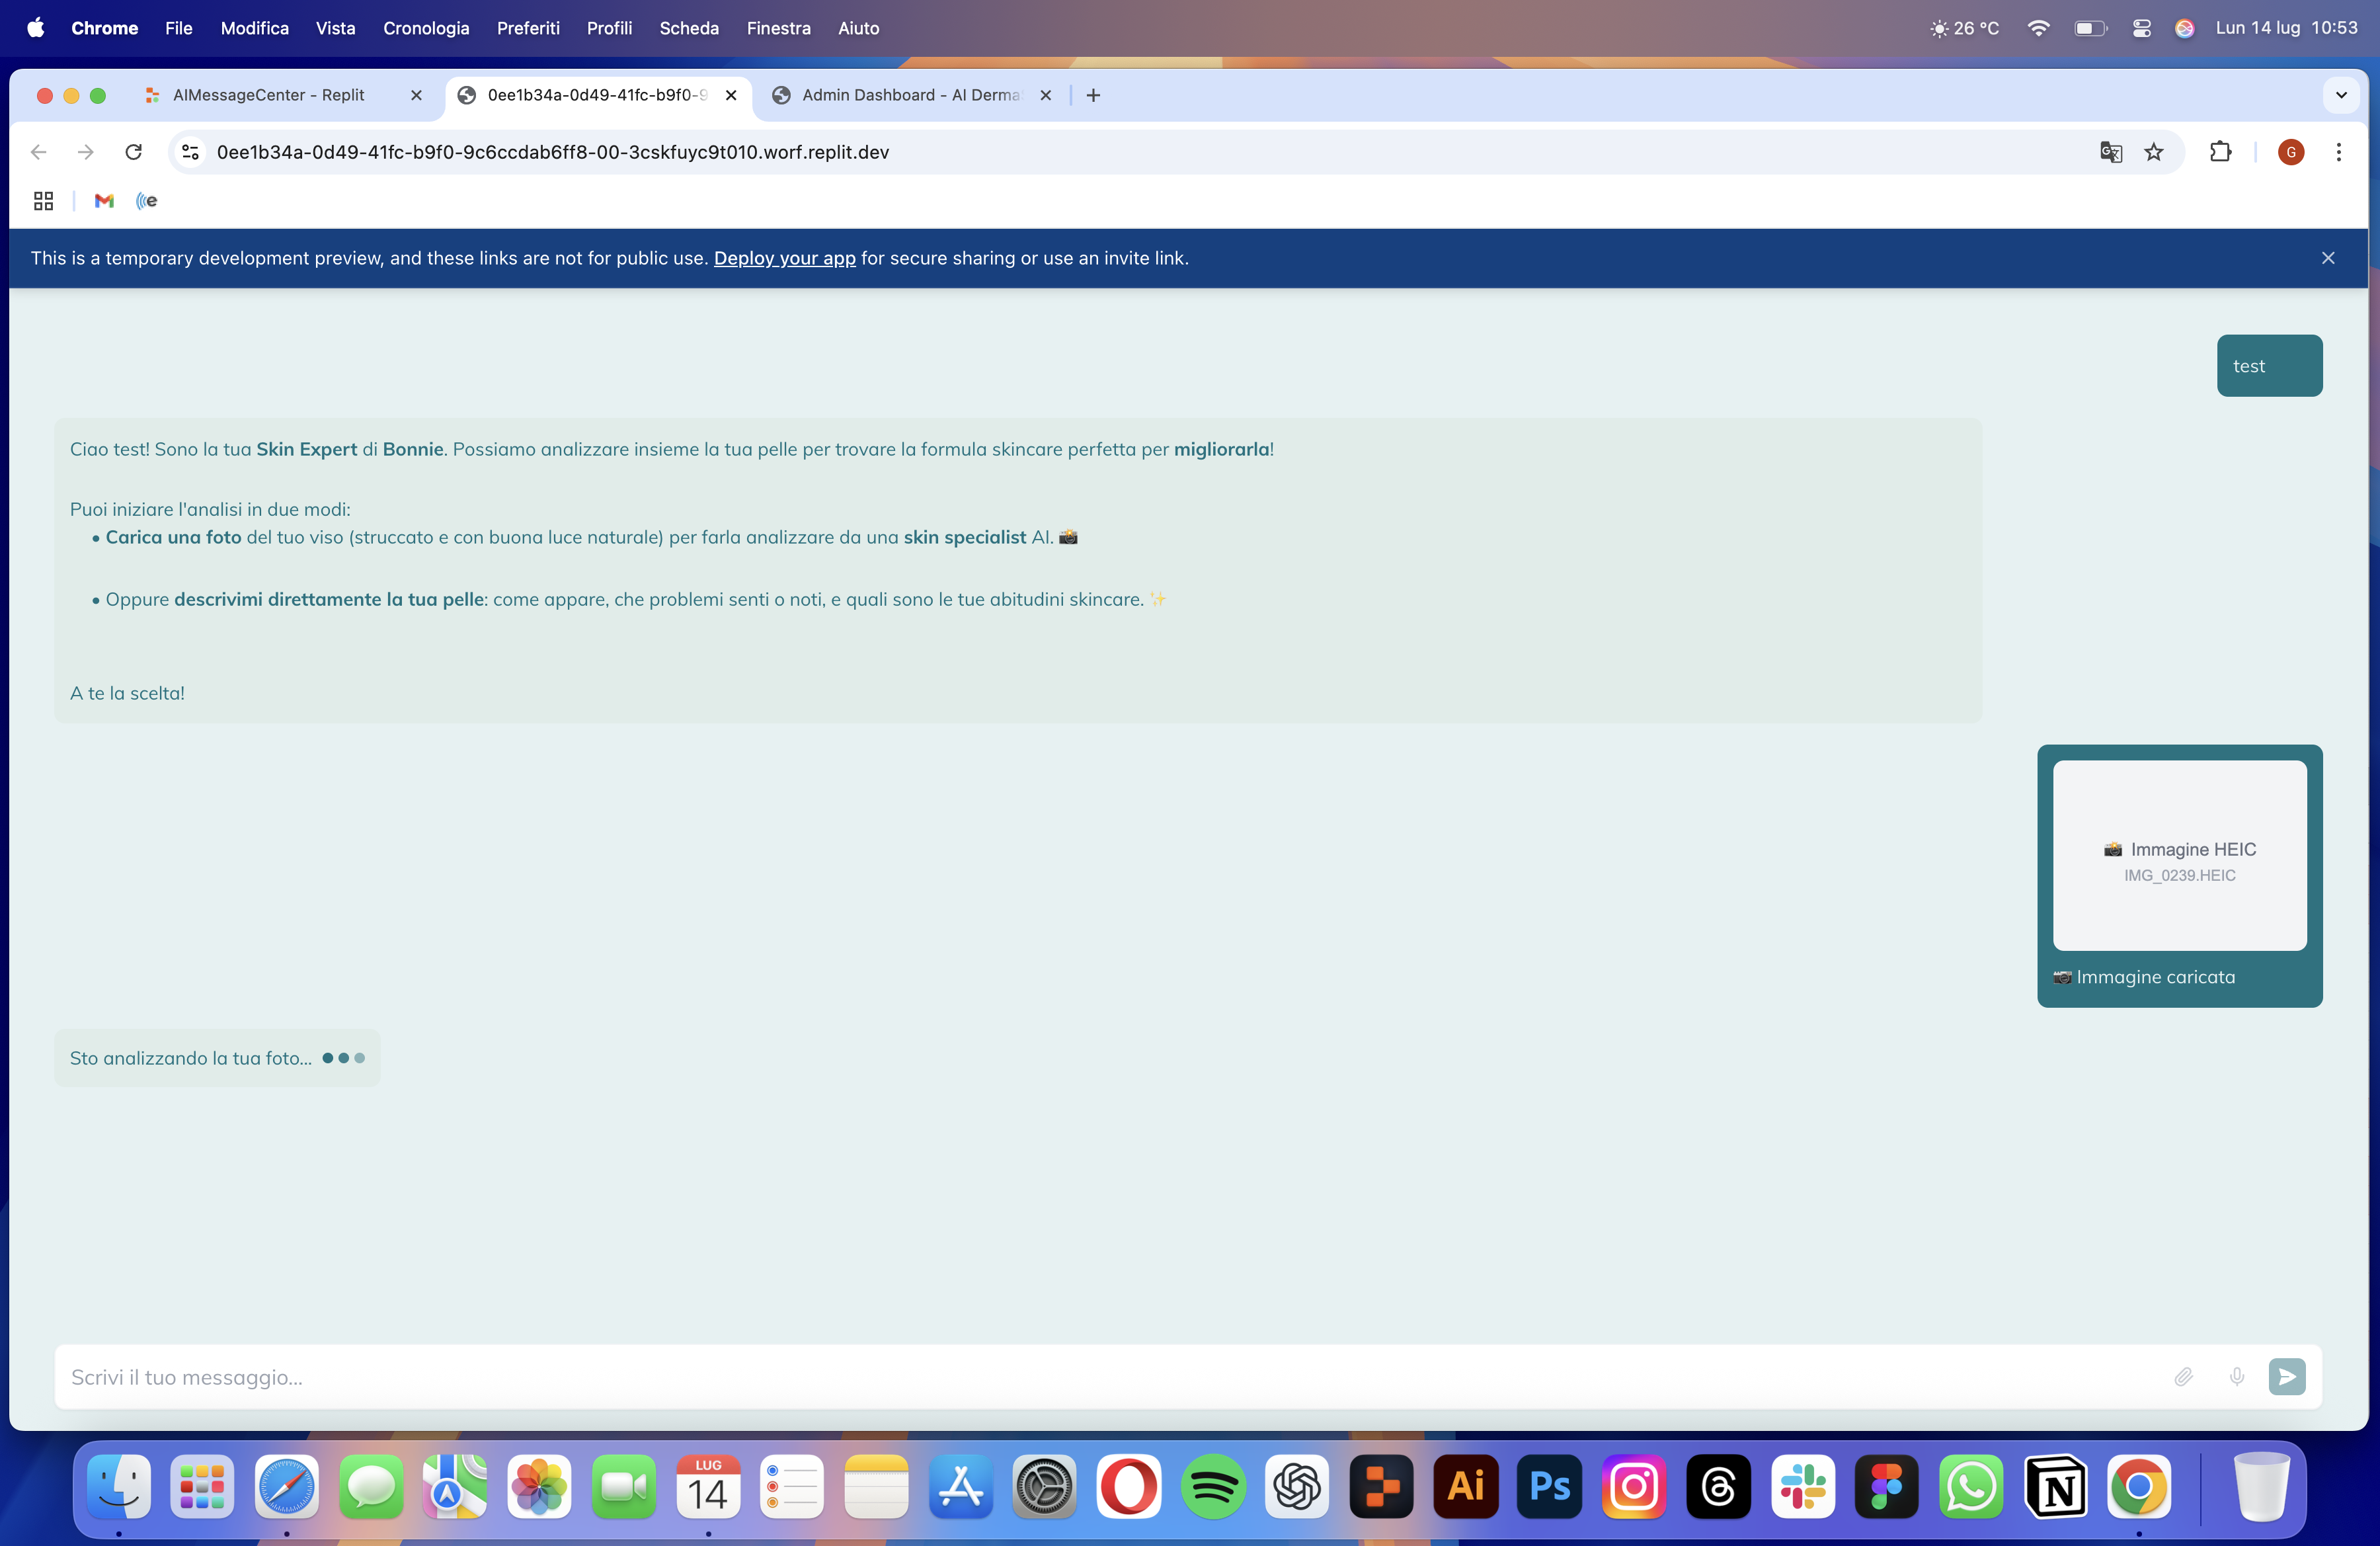 Chrome File Modifica Vista Cronologia Preferiti Profili Scheda Finestra Aiuto 26 °C Lun 14 lug 10:53
AIMessageCenter - Replit 0ee1b34a-0d49-41fc-b9f0-9 Admin Dashboard - AI Derma
0ee1b34a-0d49-41fc-b9f0-9c6ccdab6ff8-00-3cskfuyc9t010.worf.replit.dev G
e
This is a temporary development preview, and these links are not for public use. Deploy your app for secure sharing or use an invite link.
test
Ciao test! Sono la tua Skin Expert di Bonnie. Possiamo analizzare insieme la tua pelle per trovare la formula skincare perfetta per migliorarla!
Puoi iniziare l'analisi in due modi:
• Carica una foto del tuo viso (struccato e con buona luce naturale) per farla analizzare da una skin specialist AI. 📸
• Oppure descrivimi direttamente la tua pelle: come appare, che problemi senti o noti, e quali sono le tue abitudini skincare. ✨
A te la scelta!
📸 Immagine HEIC
IMG_0239.HEIC
📷 Immagine caricata
Sto analizzando la tua foto...
Scrivi il tuo messaggio...
LUG
14
Ai
Ps
N